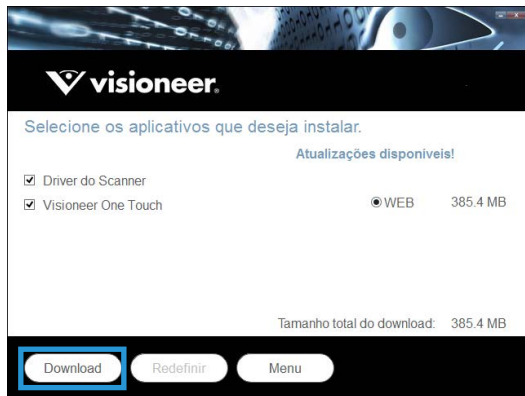 visioneer®
Selecione os aplicativos que deseja instalar.
Atualizações disponíveis!
Driver do Scanner
Visioneer One Touch WEB 385.4 MB
Tamanho total do download: 385.4 MB
Download Redefinir Menu